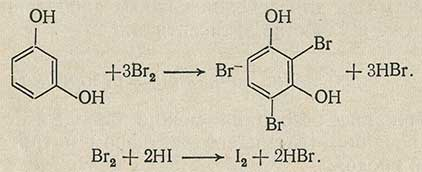 OH
OH
+3Br₂ ⟶
OH
Br
Br⁻
OH
Br
+ 3HBr.
Br₂ + 2HI ⟶ I₂ + 2HBr.